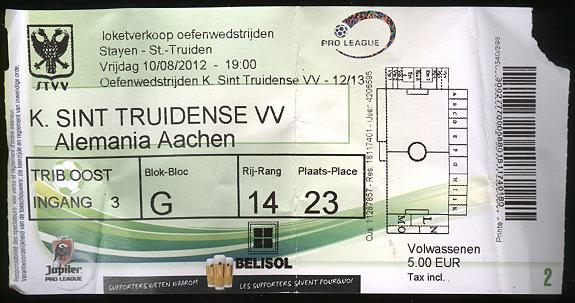 loketverkoop oefenwedstrijden
Stayen - St.-Truiden
Vrijdag 10/08/2012 - 19:00
Oefenwedstrijden K. Sint Truidense VV - 12/13
STVV
PRO LEAGUE
K. SINT TRUIDENSE VV
Alemania Aachen
TRIB OOST
INGANG 3
Blok-Bloc
G
Rij-Rang
14
Plaats-Place
23
Volwassenen
5.00 EUR
Tax incl.
Jupiler
PRO LEAGUE
BELISOL
SUPPORTERS WETEN WAAROM
LES SUPPORTERS SAVENT POURQUOI
2